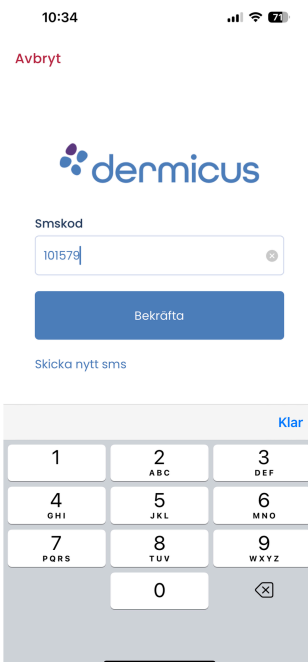 10:34
71
Avbryt
dermicus
Smskod
101579
Bekräfta
Skicka nytt sms
Klar
1
2
ABC
3
DEF
4
GHI
5
JKL
6
MNO
7
PQRS
8
TUV
9
WXYZ
0